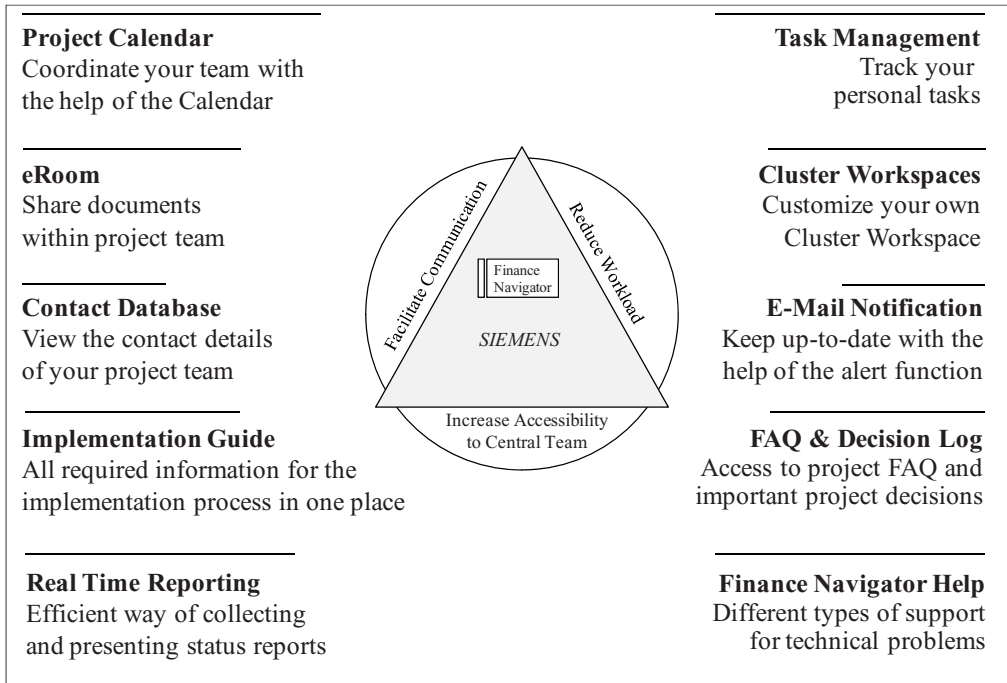 Project Calendar
Coordinate your team with
the help of the Calendar
eRoom
Share documents
within project team
Contact Database
View the contact details
of your project team
Implementation Guide
All required information for the
implementation process in one place
Real Time Reporting
Efficient way of collecting
and presenting status reports
Facilitate Communication
Reduce Workload
Finance
Navigator
SIEMENS
Increase Accessibility
to Central Team
Task Management
Track your
personal tasks
Cluster Workspaces
Customize your own
Cluster Workspace
E-Mail Notification
Keep up-to-date with the
help of the alert function
FAQ & Decision Log
Access to project FAQ and
important project decisions
Finance Navigator Help
Different types of support
for technical problems